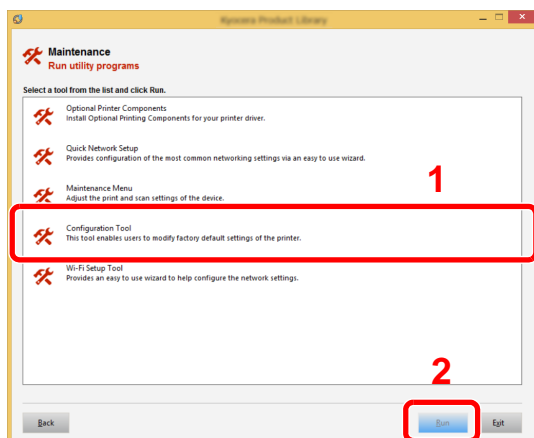 Kyocera Product Library
Maintenance
Run utility programs
Select a tool from the list and click Run.
Optional Printer Components
Install Optional Printing Components for your printer driver.
Quick Network Setup
Provides configuration of the most common networking settings via an easy to use wizard.
1
Maintenance Menu
Adjust the print and scan settings of the device.
Configuration Tool
This tool enables users to modify factory default settings of the printer.
Wi-Fi Setup Tool
Provides an easy to use wizard to help configure the network settings.
2
Back
Run
Exit